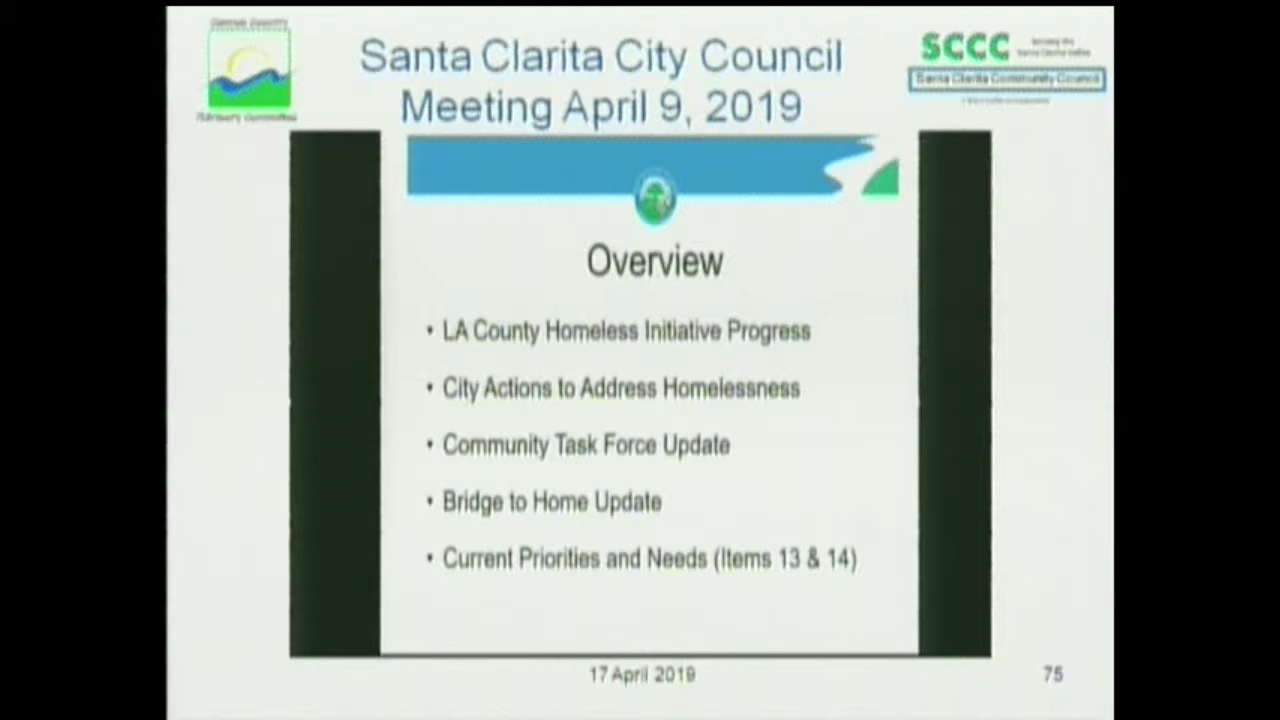 Santa Clarita City Council
Meeting April 9, 2019
SCCC
Santa Clarita Community Council
Overview
• LA County Homeless Initiative Progress
• City Actions to Address Homelessness
• Community Task Force Update
• Bridge to Home Update
• Current Priorities and Needs (Items 13 & 14)
17 April 2019
75